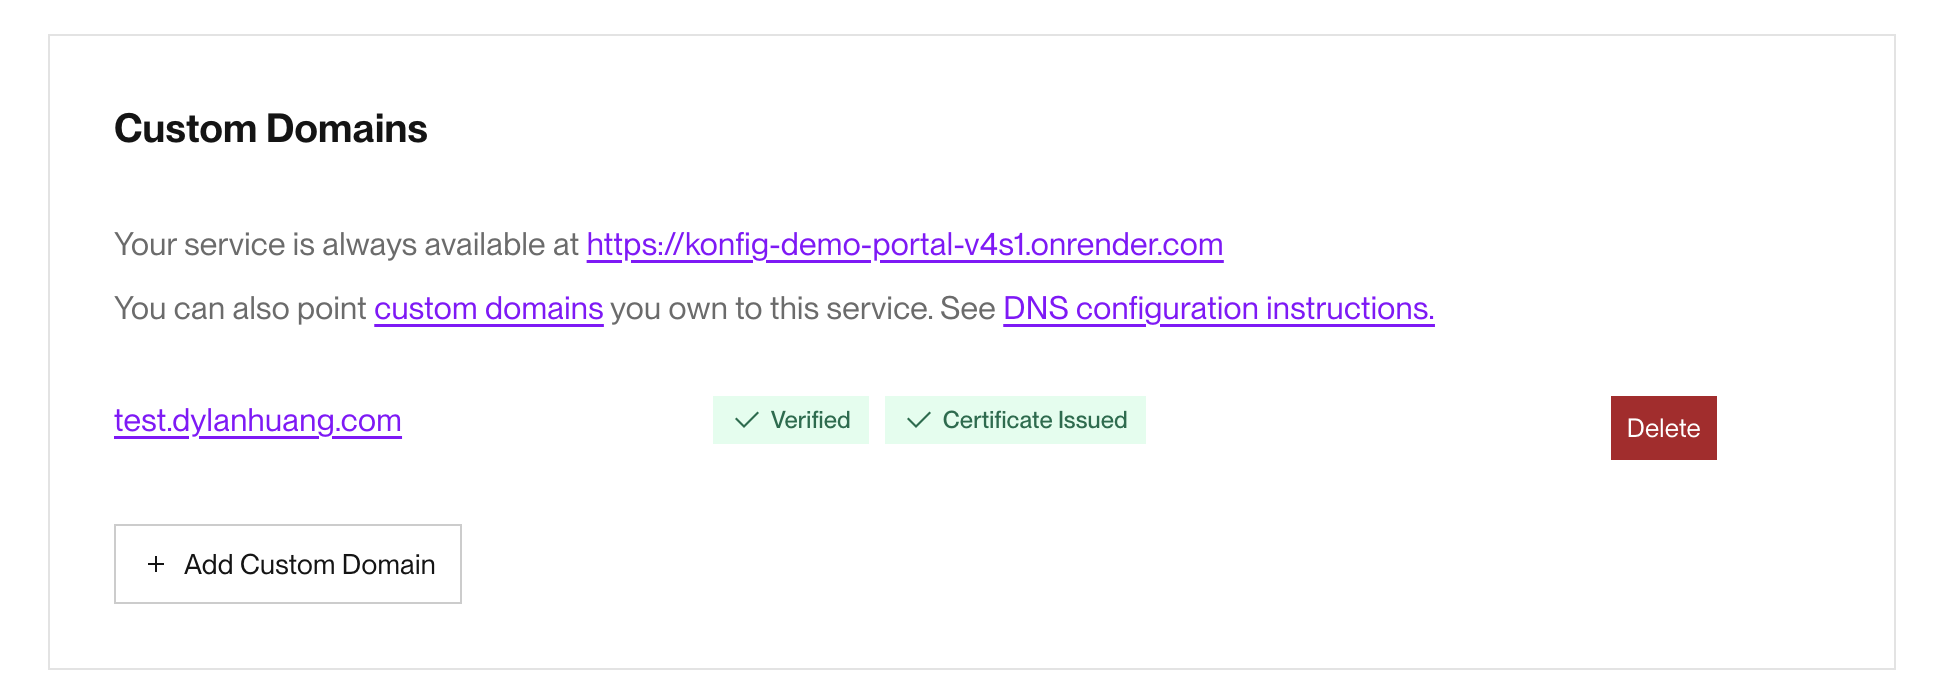 Custom Domains
Your service is always available at https://konfig-demo-portal-v4s1.onrender.com
You can also point custom domains you own to this service. See DNS configuration instructions.
test.dylanhuang.com Verified Certificate Issued Delete
+ Add Custom Domain